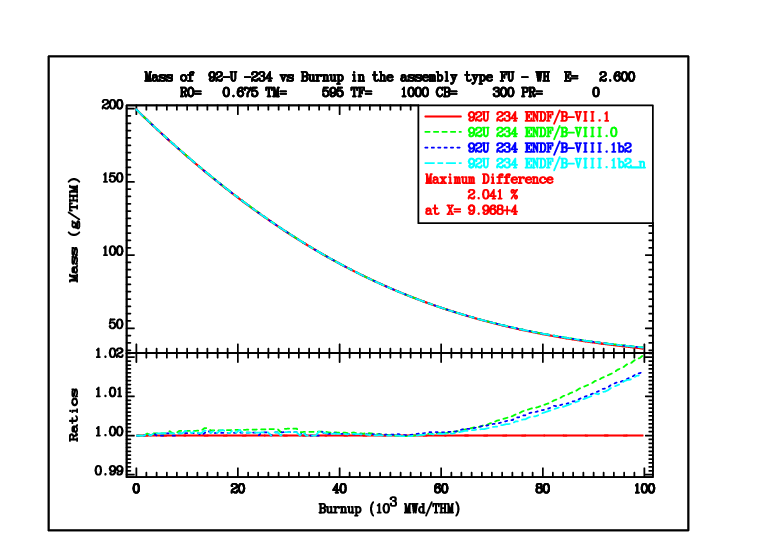 Mass of 92-U -234 vs Burnup in the assembly type FU - WH E= 2.600
RO= 0.675 TM= 595 TF= 1000 CB= 300 PR= 0
92U 234 ENDF/B-VII.1
92U 234 ENDF/B-VIII.0
92U 234 ENDF/B-VIII.1b2
92U 234 ENDF/B-VIII.1b2_n
Maximum Difference
2.041 %
at X= 9.968+4
200
150
100
50
Mass (g/THM)
1.02
1.01
1.00
0.99
Ratios
0 20 40 60 80 100
Burnup (10³ MWd/THM)